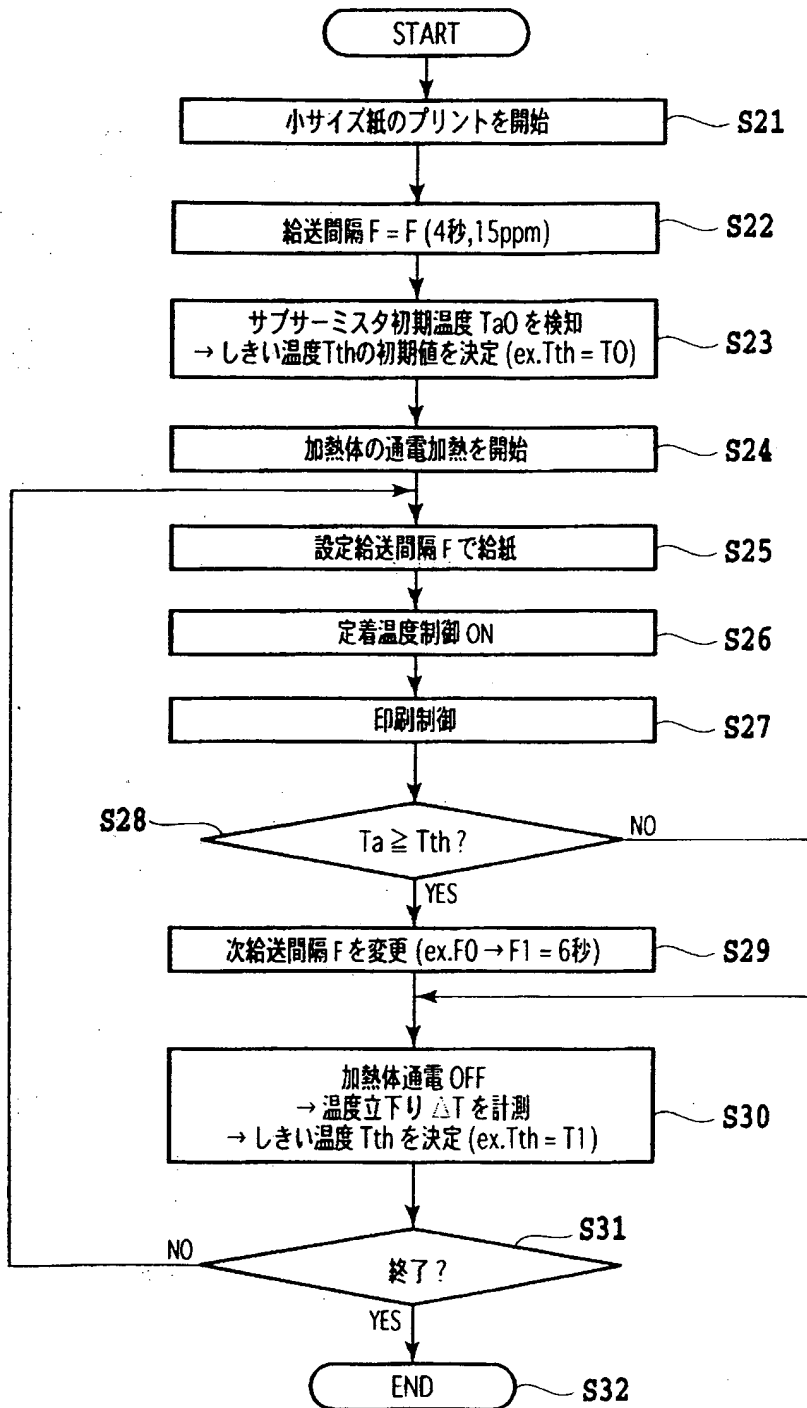 START
小サイズ紙のプリントを開始
S21
給送間隔 F = F (4秒,15ppm)
S22
サブサーミスタ初期温度 Ta0 を検知
→ しきい温度Tthの初期値を決定 (ex.Tth = T0)
S23
加熱体の通電加熱を開始
S24
設定給送間隔 F で給紙
S25
定着温度制御 ON
S26
印刷制御
S27
S28
Ta ≧ Tth ?
NO
YES
次給送間隔 F を変更 (ex.F0 → F1 = 6秒)
S29
加熱体通電 OFF
→ 温度立下り △T を計測
→ しきい温度 Tth を決定 (ex.Tth = T1)
S30
S31
NO
終了 ?
YES
END
S32